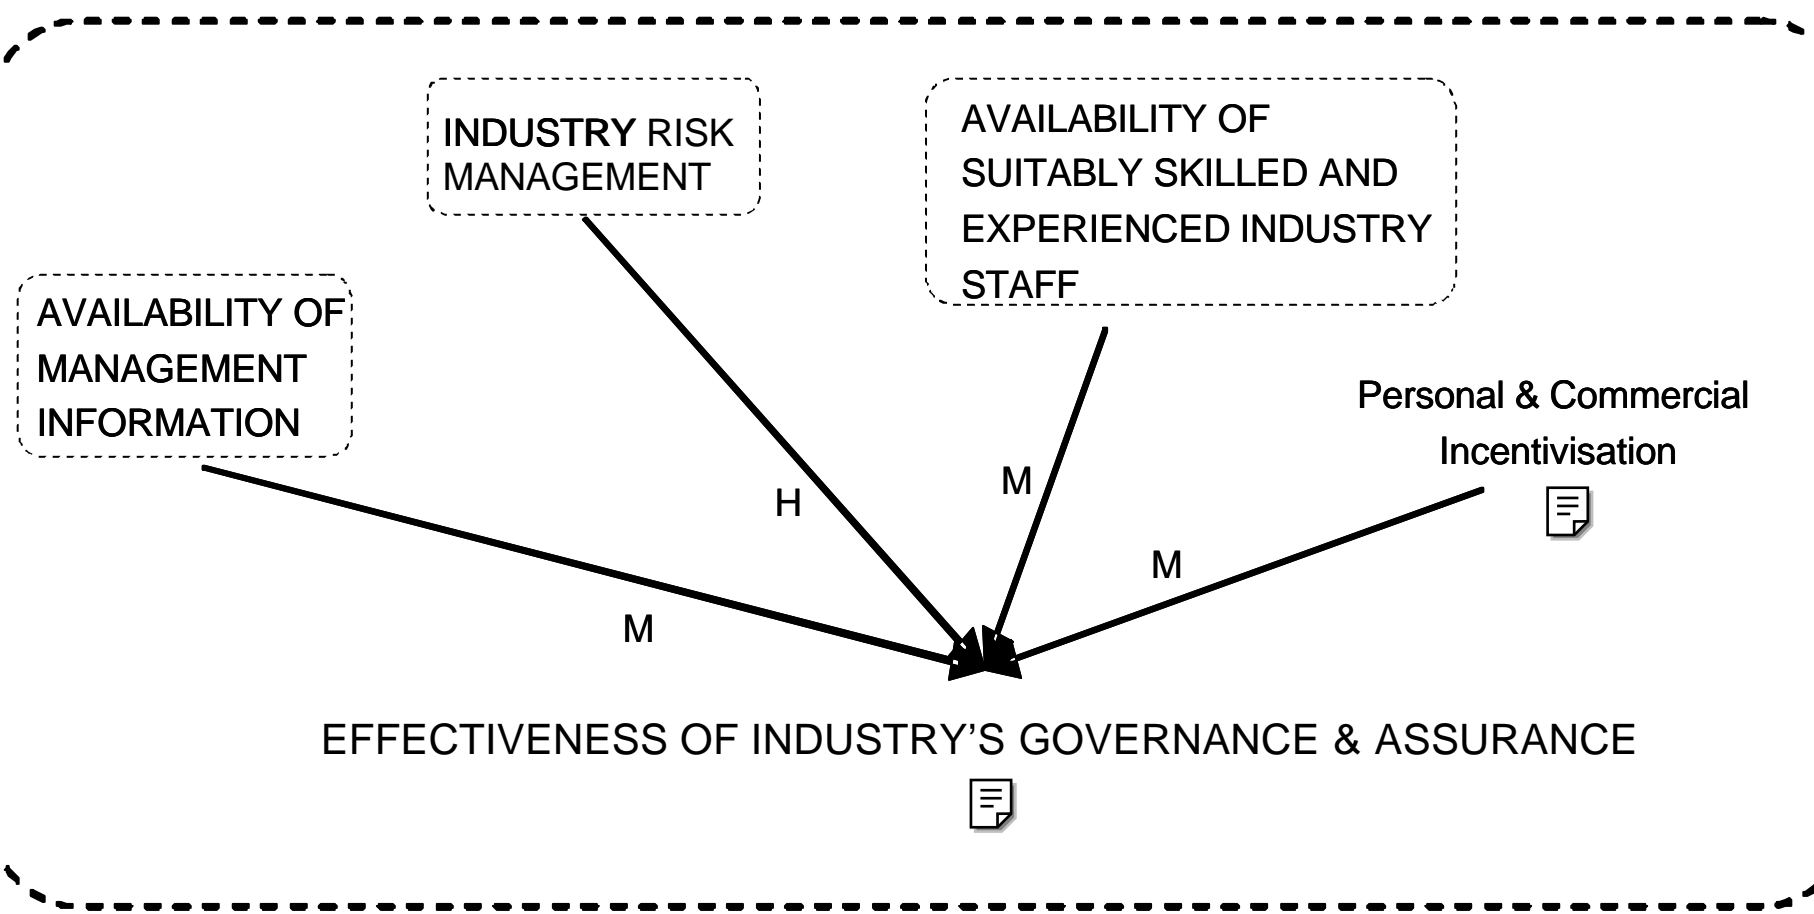 INDUSTRY RISK
MANAGEMENT
AVAILABILITY OF
SUITABLY SKILLED AND
EXPERIENCED INDUSTRY
STAFF
AVAILABILITY OF
MANAGEMENT
INFORMATION
Personal & Commercial
Incentivisation
H
M
M
M
EFFECTIVENESS OF INDUSTRY’S GOVERNANCE & ASSURANCE